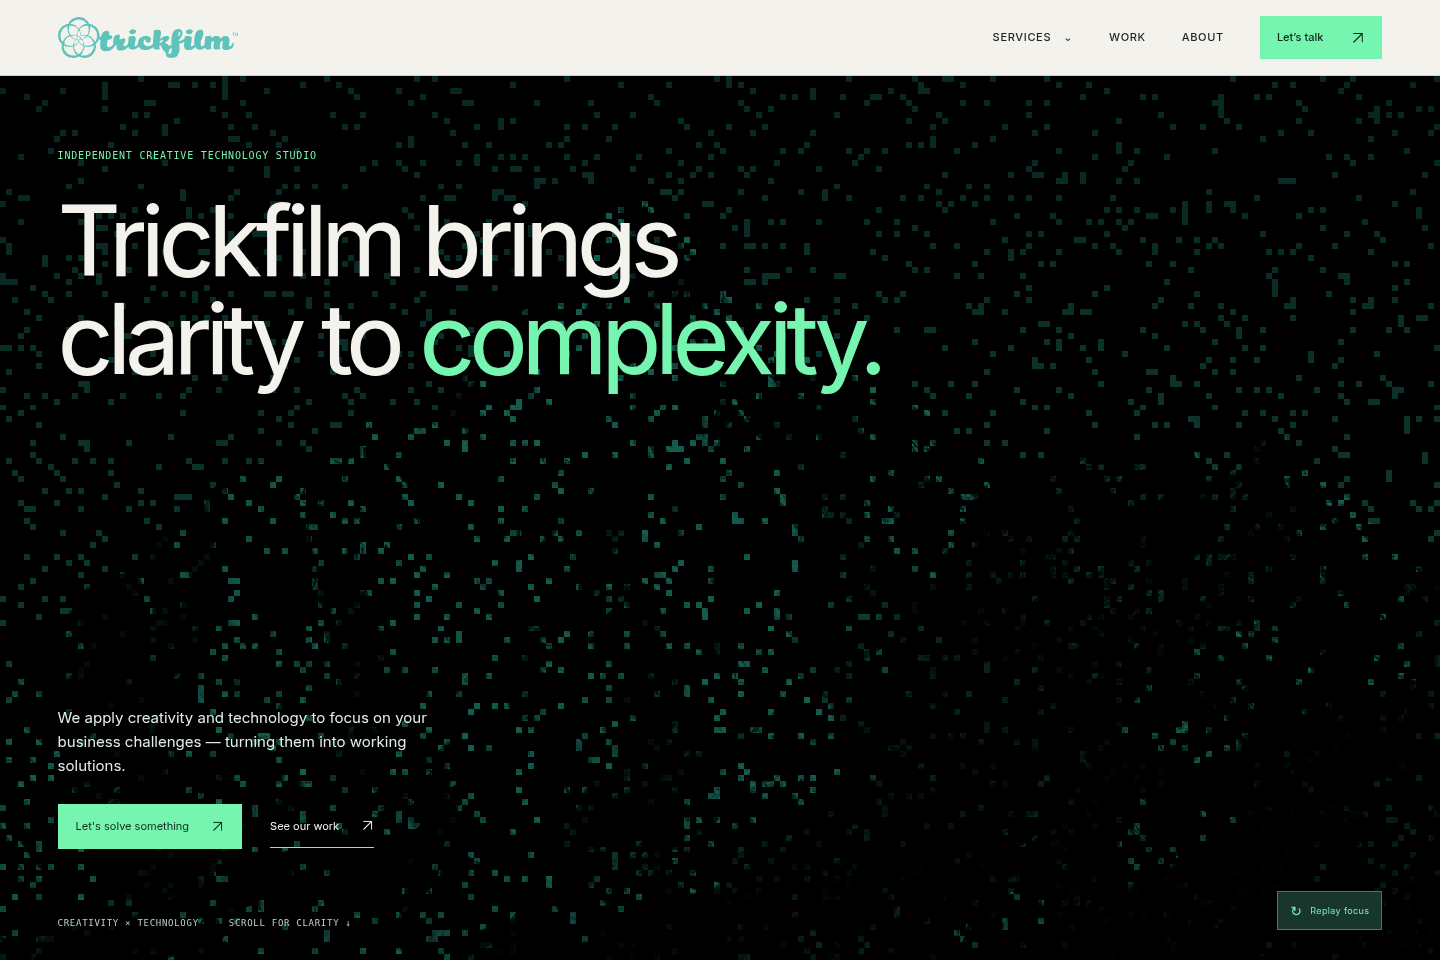 trickfilm™
SERVICES
WORK
ABOUT
Let's talk
INDEPENDENT CREATIVE TECHNOLOGY STUDIO
Trickfilm brings
clarity to complexity.
We apply creativity and technology to focus on your
business challenges — turning them into working
solutions.
Let's solve something
See our work
CREATIVITY × TECHNOLOGY
SCROLL FOR CLARITY ↓
Replay focus